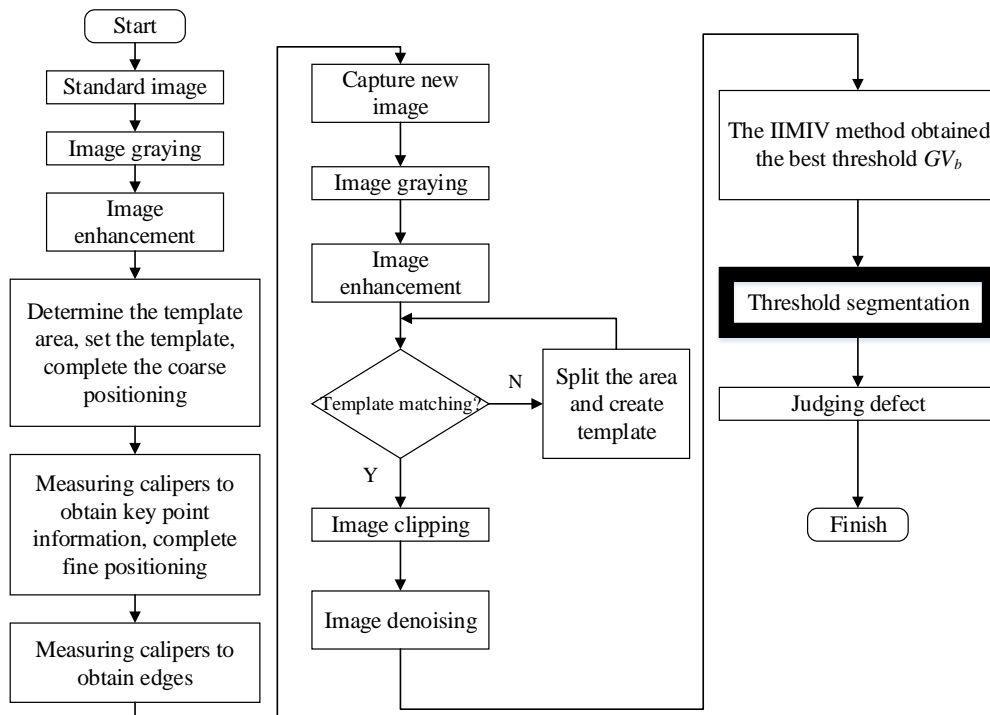 Start
Standard image
Image graying
Image
enhancement
Determine the template
area, set the template,
complete the coarse
positioning
Measuring calipers to
obtain key point
information, complete
fine positioning
Measuring calipers to
obtain edges
Capture new
image
Image graying
Image
enhancement
Template matching?
N
Split the area
and create
template
Y
Image clipping
Image denoising
The IIMIV method obtained
the best threshold GV_b
Threshold segmentation
Judging defect
Finish